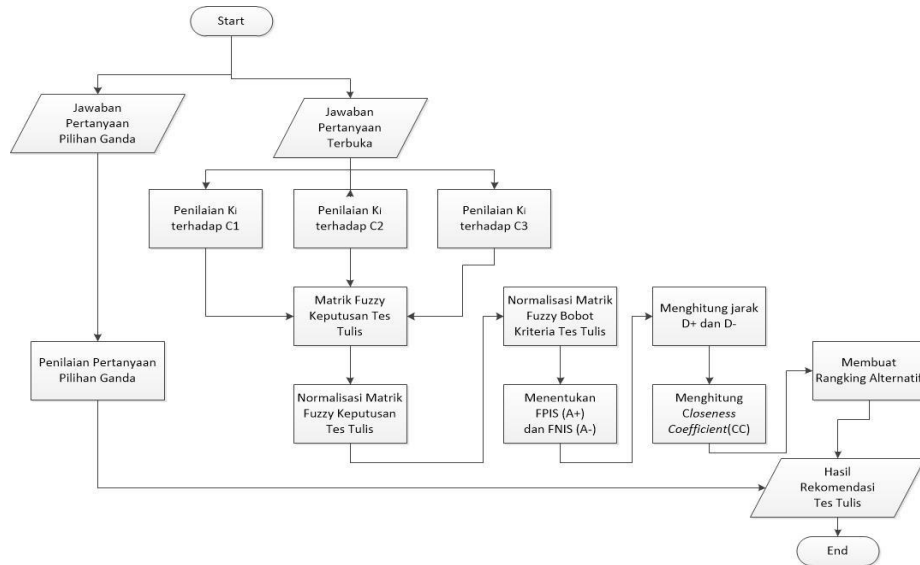 Start
Jawaban
Pertanyaan
Pilihan Ganda
Jawaban
Pertanyaan
Terbuka
Penilaian Ki
terhadap C1
Penilaian Ki
terhadap C2
Penilaian Ki
terhadap C3
Matrik Fuzzy
Keputusan Tes
Tulis
Normalisasi Matrik
Fuzzy Bobot
Kriteria Tes Tulis
Menghitung jarak
D+ dan D-
Penilaian Pertanyaan
Pilihan Ganda
Normalisasi Matrik
Fuzzy Keputusan
Tes Tulis
Menentukan
FPIS (A+)
dan FNIS (A-)
Menghitung
Closeness
Coefficient(CC)
Membuat
Rangking Alternatif
Hasil
Rekomendasi
Tes Tulis
End